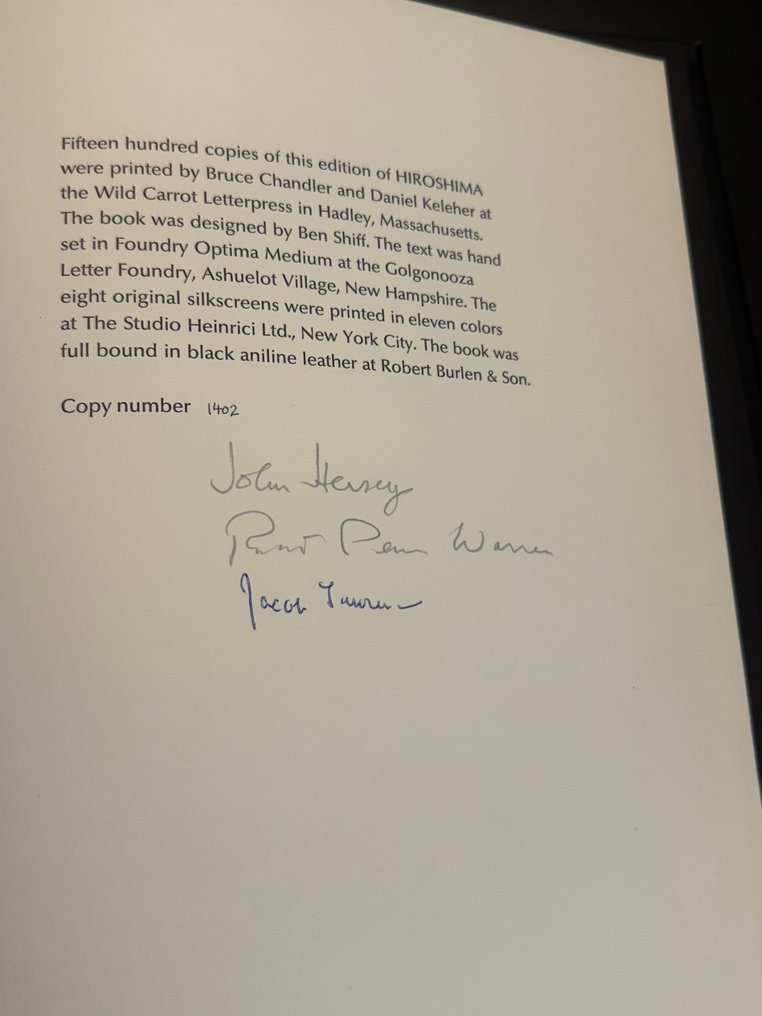 Fifteen hundred copies of this edition of HIROSHIMA
were printed by Bruce Chandler and Daniel Keleher at
the Wild Carrot Letterpress in Hadley, Massachusetts.
The book was designed by Ben Shiff. The text was hand
set in Foundry Optima Medium at the Golgonooza
Letter Foundry, Ashuelot Village, New Hampshire. The
eight original silkscreens were printed in eleven colors
at The Studio Heinrici Ltd., New York City. The book was
full bound in black aniline leather at Robert Burlen & Son.
Copy number 1402
John Hersey
Robert Penn Warren
Jacob Lawrence